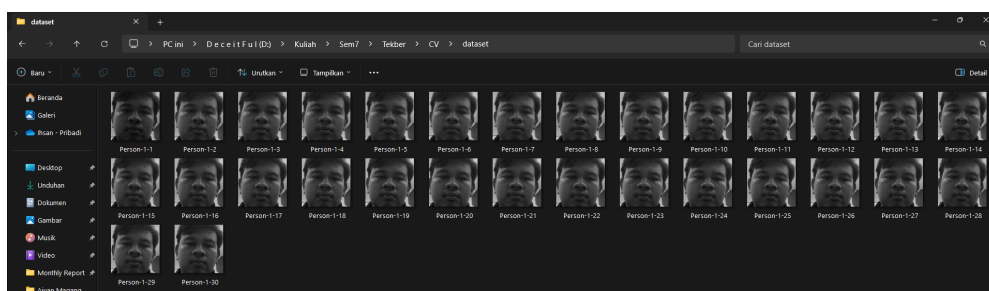 dataset
PC ini > D e c e i t F u l (D:) > Kuliah > Sem7 > Tekber > CV > dataset
Cari dataset
Baru
Urutkan
Tampilkan
Detail
Beranda
Galeri
Ihsan - Pribadi
Desktop
Unduhan
Dokumen
Gambar
Musik
Video
Monthly Report
Person-1-1 Person-1-2 Person-1-3 Person-1-4 Person-1-5 Person-1-6 Person-1-7 Person-1-8 Person-1-9 Person-1-10 Person-1-11 Person-1-12 Person-1-13 Person-1-14
Person-1-15 Person-1-16 Person-1-17 Person-1-18 Person-1-19 Person-1-20 Person-1-21 Person-1-22 Person-1-23 Person-1-24 Person-1-25 Person-1-26 Person-1-27 Person-1-28
Person-1-29 Person-1-30